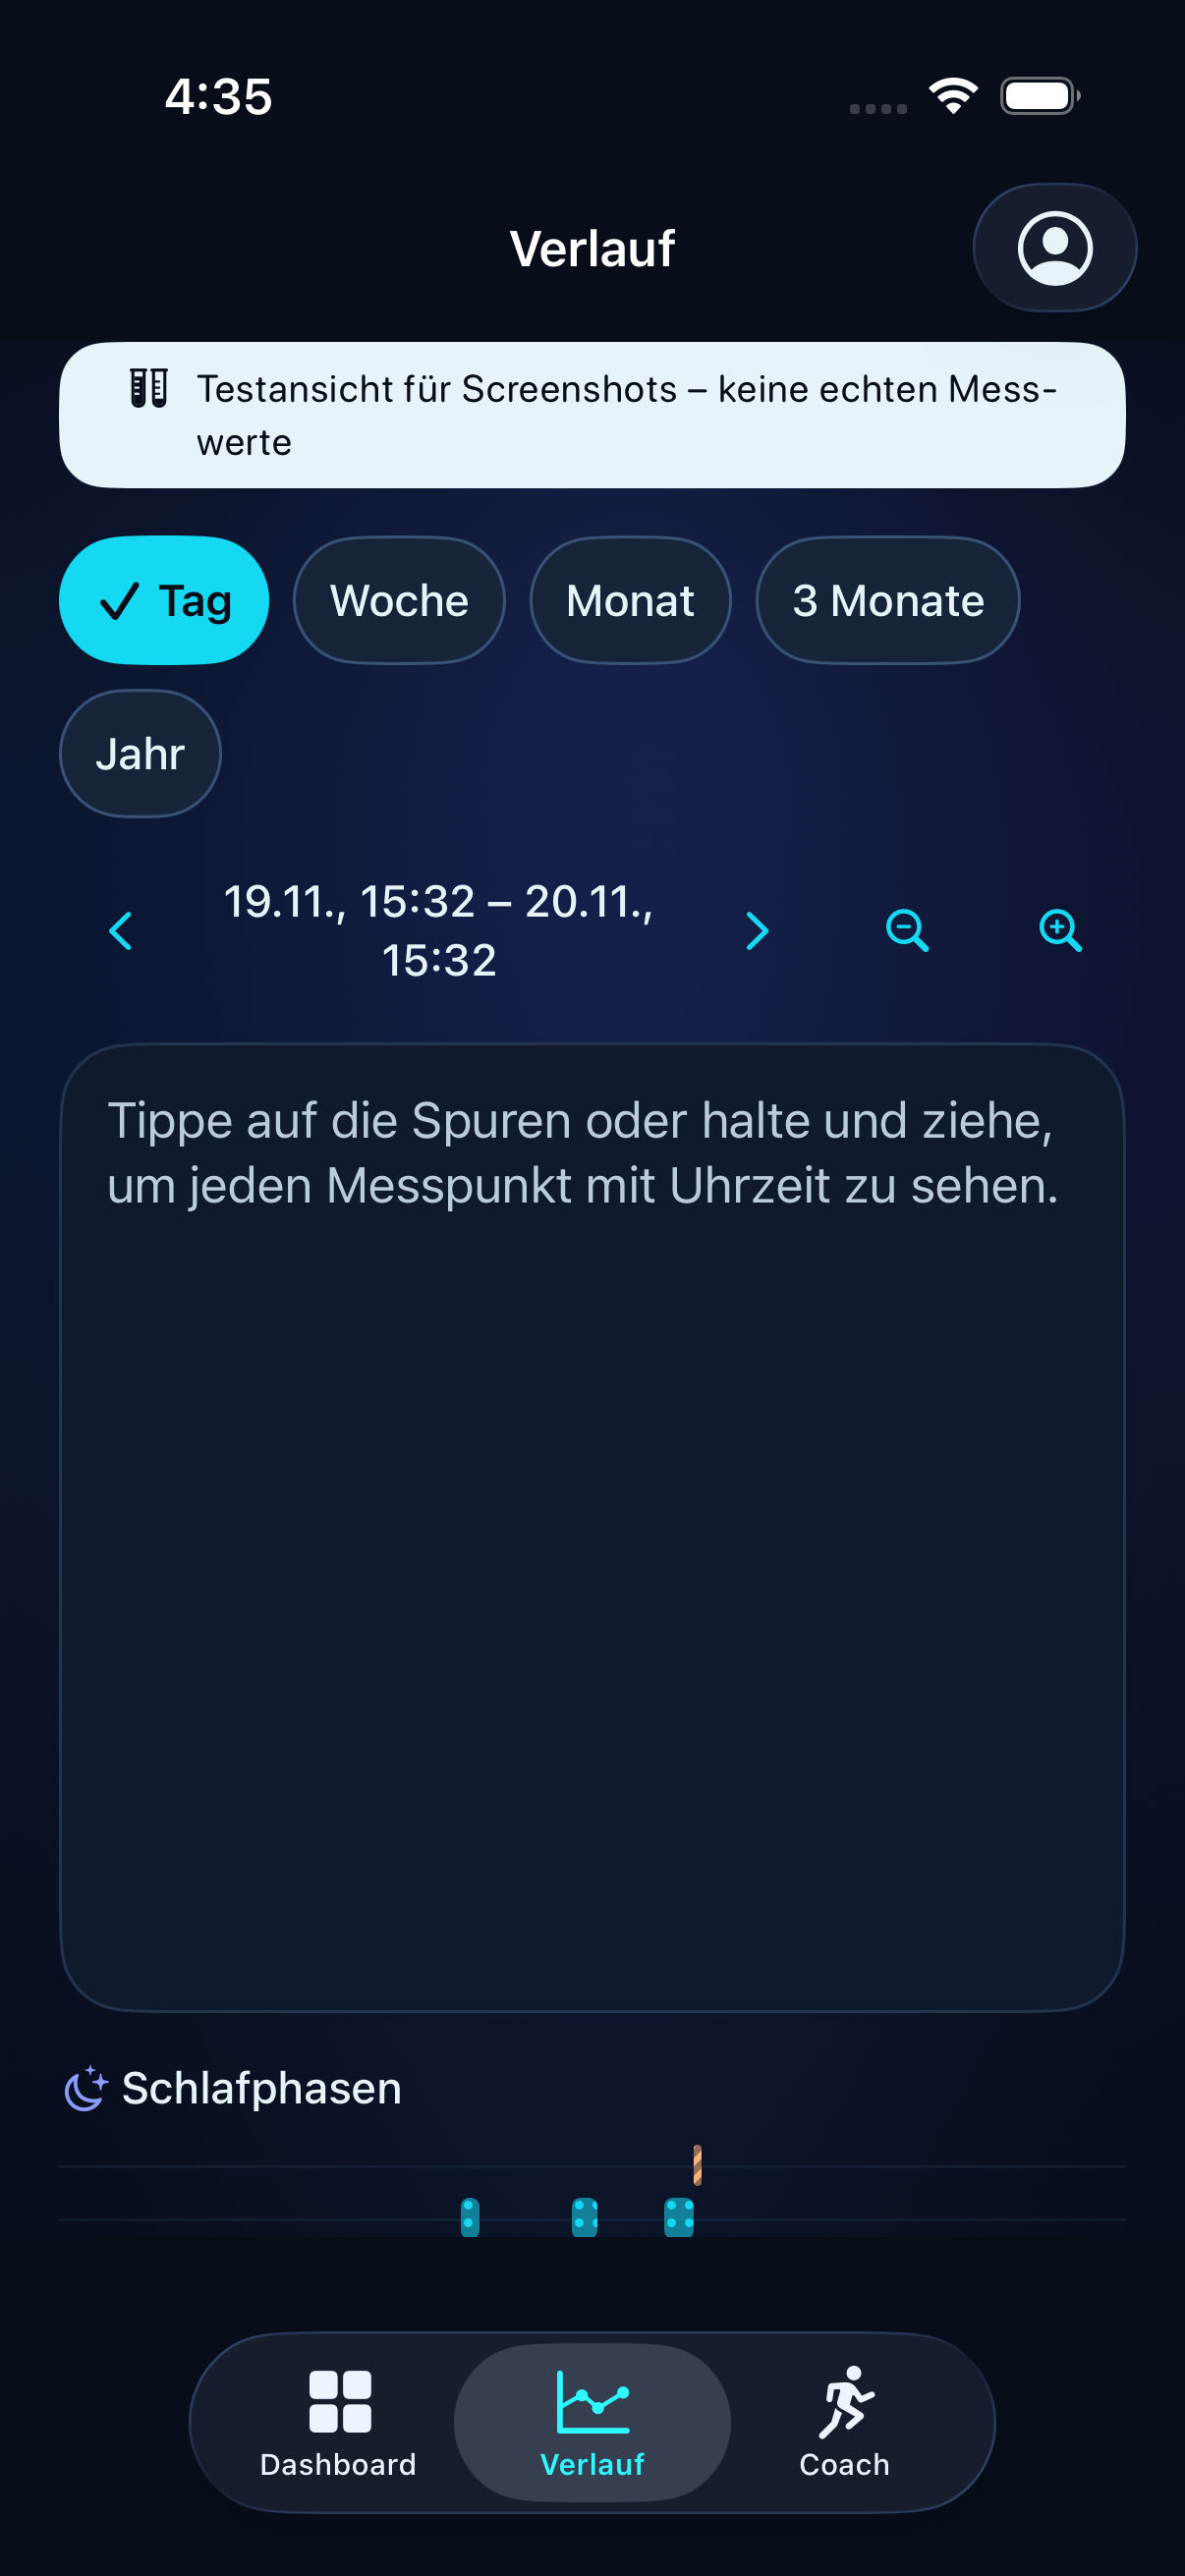 4:35
Verlauf
Testansicht für Screenshots – keine echten Mess-
werte
Tag
Woche
Monat
3 Monate
Jahr
19.11., 15:32 – 20.11.,
15:32
Tippe auf die Spuren oder halte und ziehe,
um jeden Messpunkt mit Uhrzeit zu sehen.
Schlafphasen
Dashboard
Verlauf
Coach